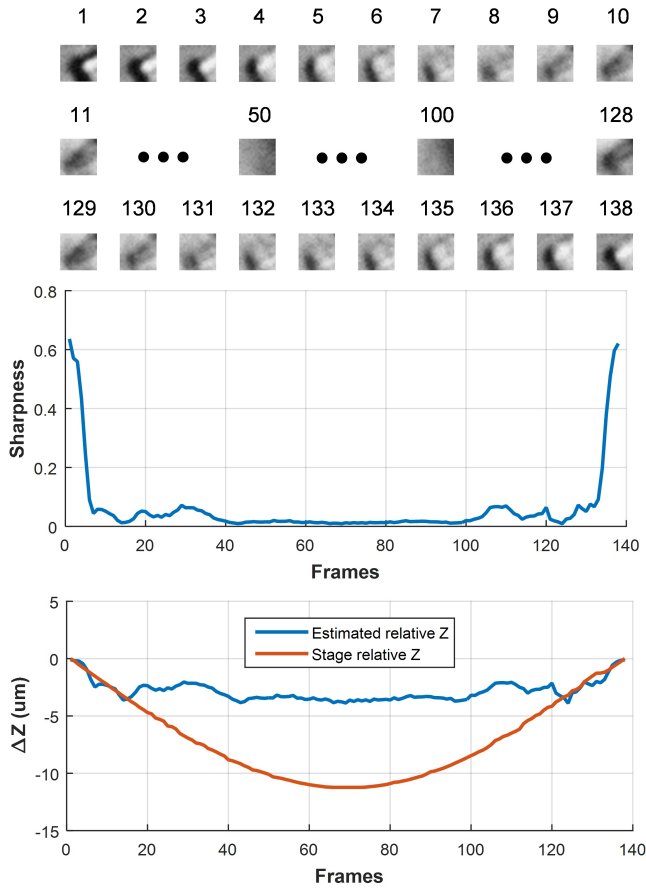 1 2 3 4 5 6 7 8 9 10
11 50 100 128
129 130 131 132 133 134 135 136 137 138
0.8
0.6
0.4
0.2
0
Sharpness
0 20 40 60 80 100 120 140
Frames
5
0
-5
-10
-15
ΔZ (um)
Estimated relative Z
Stage relative Z
0 20 40 60 80 100 120 140
Frames